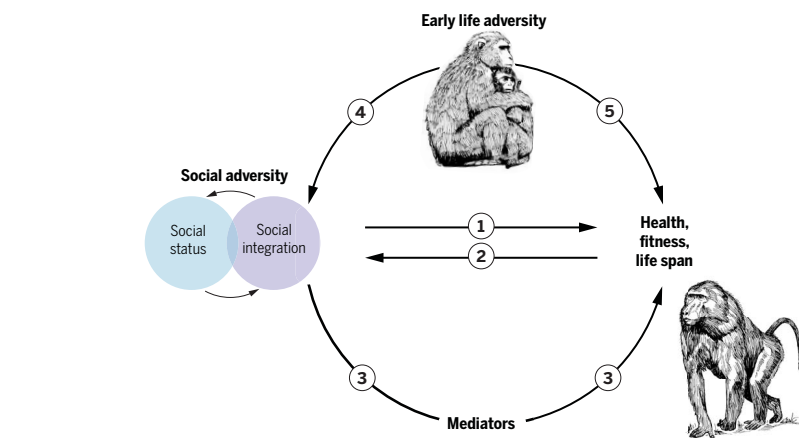 Early life adversity
4
5
Social adversity
Social
status
Social
integration
1
2
Health,
fitness,
life span
3
3
Mediators